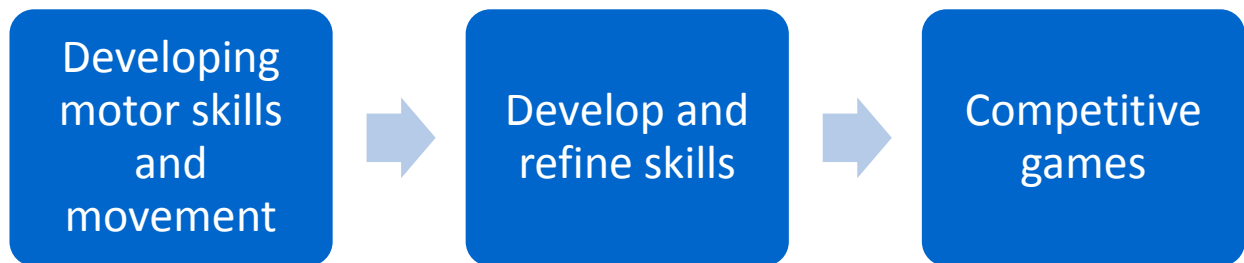 Developing
motor skills
and
movement
Develop and
refine skills
Competitive
games